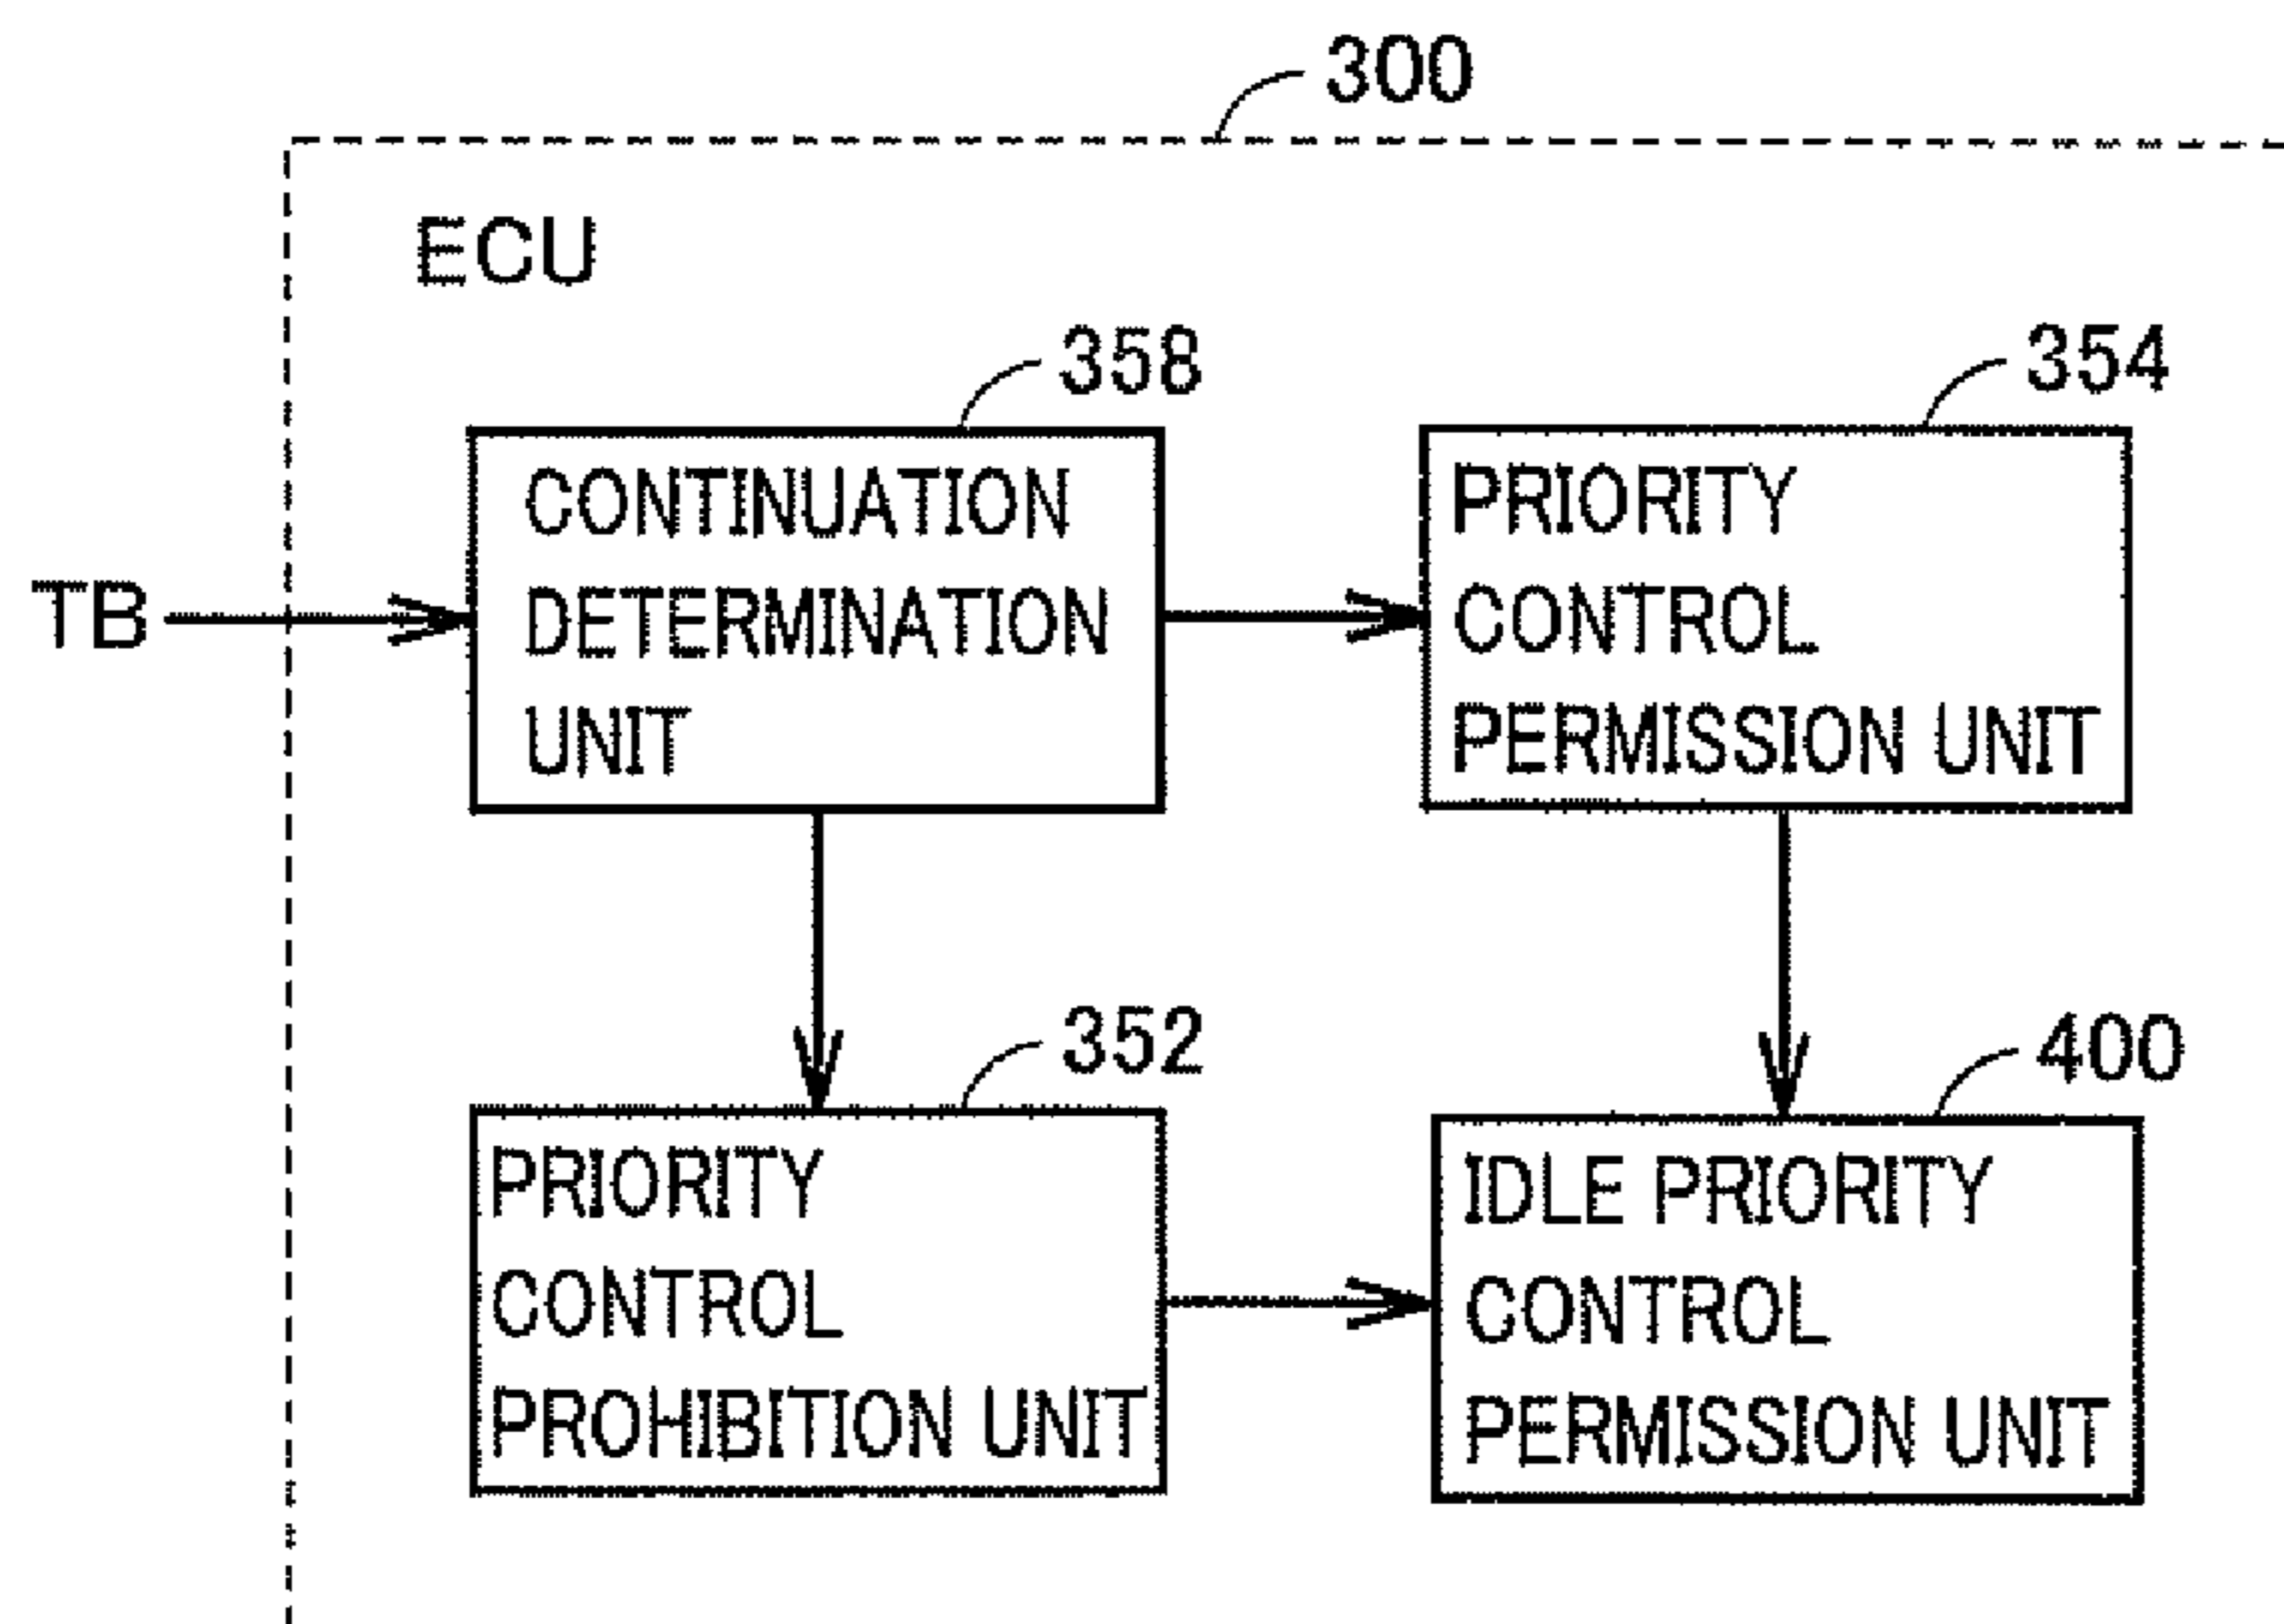 300
ECU
358
354
CONTINUATION
DETERMINATION
UNIT
PRIORITY
CONTROL
PERMISSION UNIT
TB
352
400
PRIORITY
CONTROL
PROHIBITION UNIT
IDLE PRIORITY
CONTROL
PERMISSION UNIT